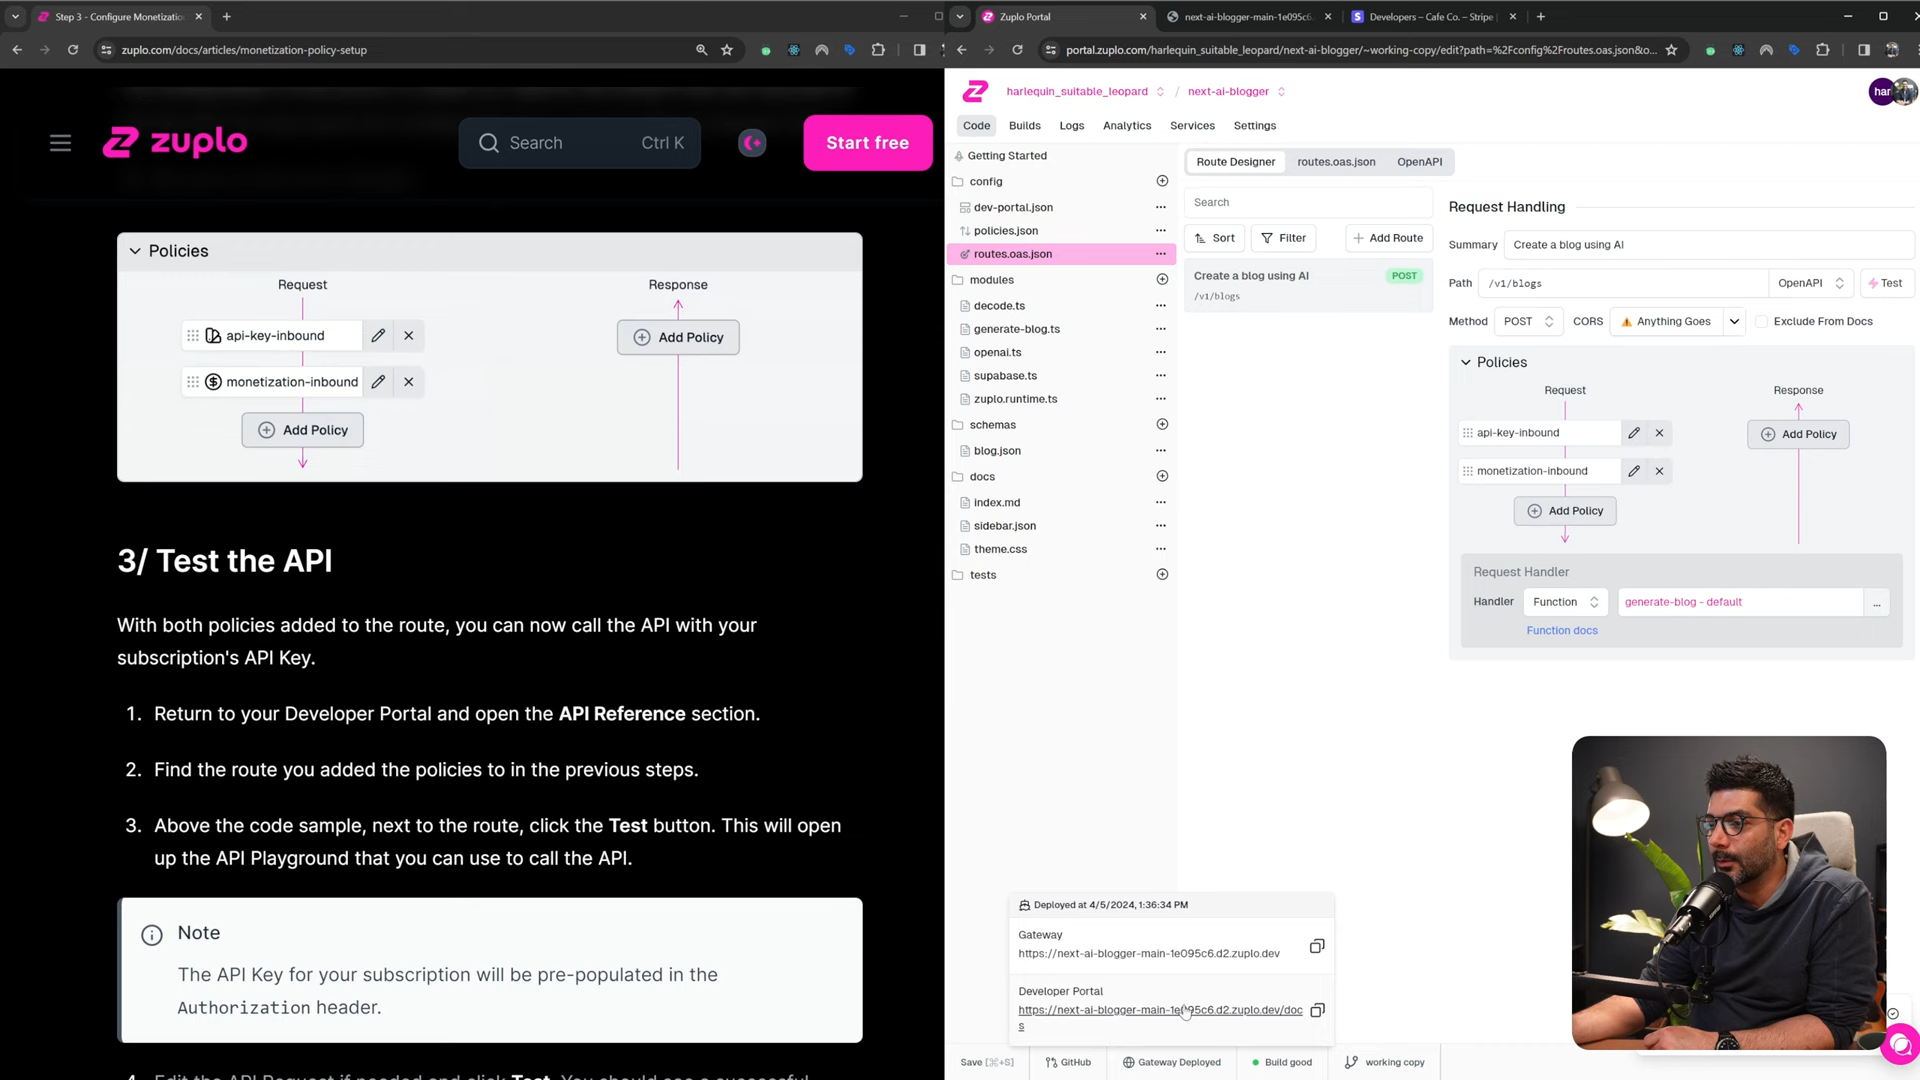 Step 3 - Configure Monetizatio
zuplo.com/docs/articles/monetization-policy-setup
zuplo
Search
Ctrl K
Start free
Policies
Request
Response
api-key-inbound
Add Policy
monetization-inbound
Add Policy
3/ Test the API
With both policies added to the route, you can now call the API with your
subscription's API Key.
1. Return to your Developer Portal and open the API Reference section.
2. Find the route you added the policies to in the previous steps.
3. Above the code sample, next to the route, click the Test button. This will open
up the API Playground that you can use to call the API.
Note
The API Key for your subscription will be pre-populated in the
Authorization header.
Zuplo Portal
next-ai-blogger-main-1e095c6.
Developers – Cafe Co. – Stripe
portal.zuplo.com/harlequin_suitable_leopard/next-ai-blogger/~working-copy/edit?path=%2Fconfig%2Froutes.oas.json&o...
harlequin_suitable_leopard / next-ai-blogger
har
Code
Builds
Logs
Analytics
Services
Settings
Getting Started
config
dev-portal.json
policies.json
routes.oas.json
modules
decode.ts
generate-blog.ts
openai.ts
supabase.ts
zuplo.runtime.ts
schemas
blog.json
docs
index.md
sidebar.json
theme.css
tests
Route Designer
routes.oas.json
OpenAPI
Search
Sort
Filter
Add Route
Create a blog using AI
POST
/v1/blogs
Request Handling
Summary
Create a blog using AI
Path
/v1/blogs
OpenAPI
Test
Method
POST
CORS
Anything Goes
Exclude From Docs
Policies
Request
Response
api-key-inbound
Add Policy
monetization-inbound
Add Policy
Request Handler
Handler
Function
generate-blog - default
...
Function docs
Deployed at 4/5/2024, 1:36:34 PM
Gateway
https://next-ai-blogger-main-1e095c6.d2.zuplo.dev
Developer Portal
https://next-ai-blogger-main-1e095c6.d2.zuplo.dev/doc
s
Save [⌘+S]
GitHub
Gateway Deployed
Build good
working copy